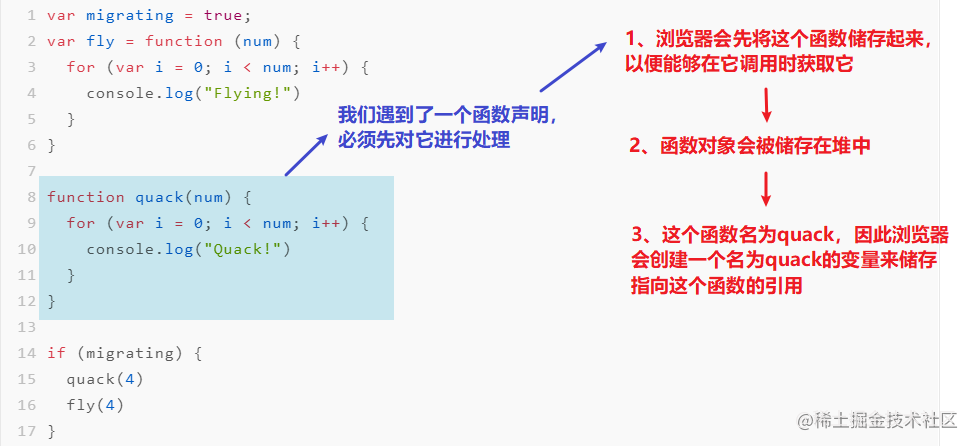 1 var migrating = true;
2 var fly = function (num) {
3   for (var i = 0; i < num; i++) {
4     console.log("Flying!")
5   }
6 }
7
8 function quack(num) {
9   for (var i = 0; i < num; i++) {
10     console.log("Quack!")
11   }
12 }
13
14 if (migrating) {
15   quack(4)
16   fly(4)
17 }
我们遇到了一个函数声明，
必须先对它进行处理
1、浏览器会先将这个函数储存起来，
以便能够在它调用时获取它
2、函数对象会被储存在堆中
3、这个函数名为quack，因此浏览器
会创建一个名为quack的变量来储存
指向这个函数的引用
@稀土掘金技术社区